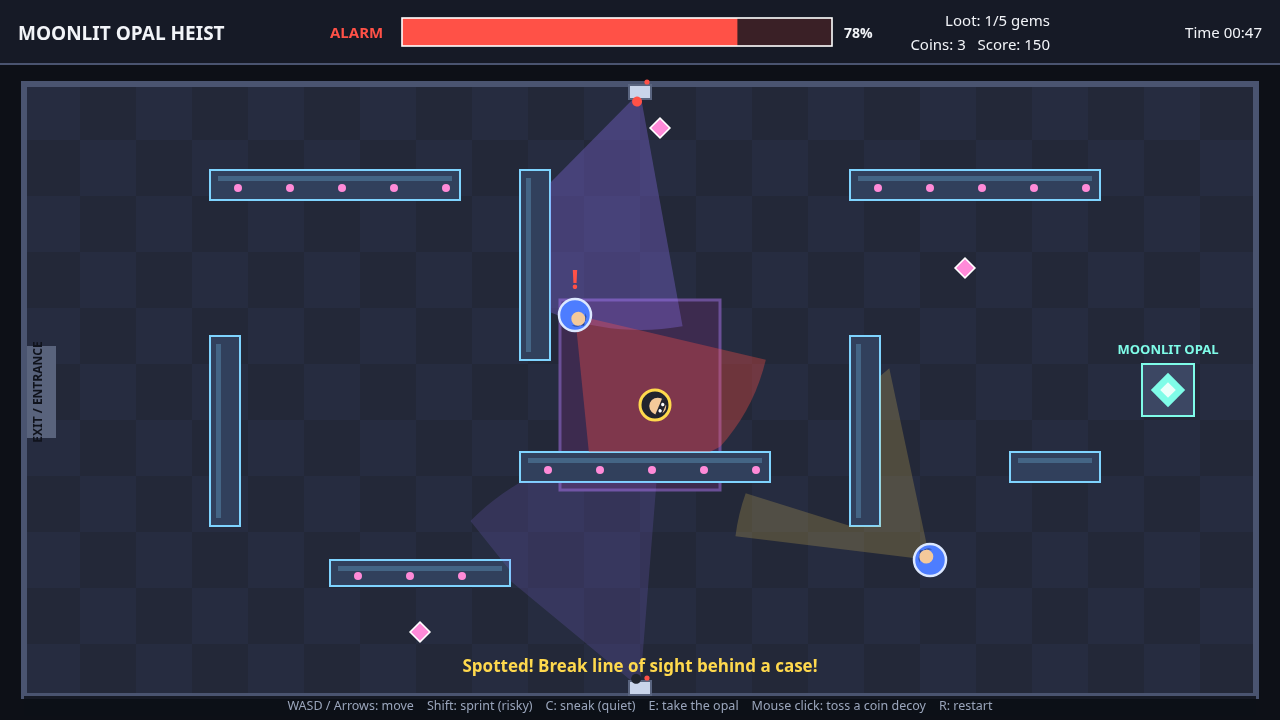 MOONLIT OPAL HEIST
ALARM
78%
Loot: 1/5 gems
Coins: 3 Score: 150
Time 00:47
!
EXIT / ENTRANCE
MOONLIT OPAL
Spotted! Break line of sight behind a case!
WASD / Arrows: move Shift: sprint (risky) C: sneak (quiet) E: take the opal Mouse click: toss a coin decoy R: restart